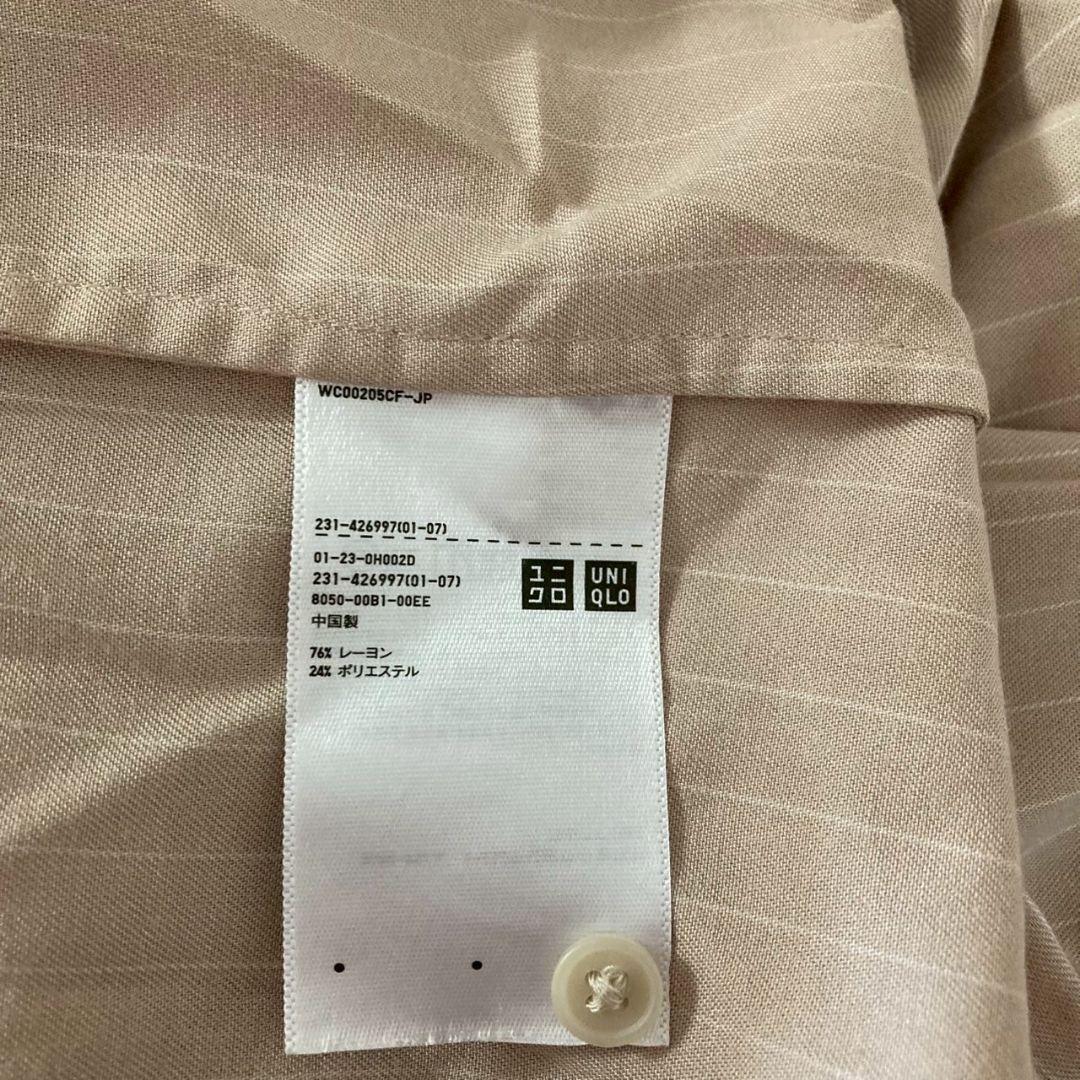 WC00205CF-JP
231-426997(01-07)
01-23-0H002D
231-426997(01-07)
8050-00B1-00EE
中国製
76% レーヨン
24% ポリエステル
ユニ
クロ
UNI
QLO